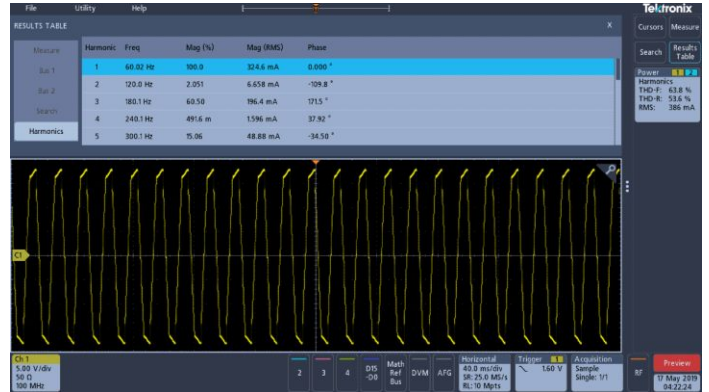 File Utility Help
Tektronix
RESULTS TABLE X
Cursors Measure
Search Results Table
Measure
Bus 1
Bus 2
Search
Harmonics
Harmonic Freq Mag (%) Mag (RMS) Phase
1 60.02 Hz 100.0 324.6 mA 0.000 °
2 120.0 Hz 2.051 6.658 mA -109.8 °
3 180.1 Hz 60.50 196.4 mA 171.5 °
4 240.1 Hz 491.6 m 1.596 mA 37.92 °
5 300.1 Hz 15.06 48.88 mA -34.50 °
Power 1 2
Harmonics
THD-F: 63.8 %
THD-R: 53.6 %
RMS: 386 mA
C1
Ch 1
5.00 V/div
50 Ω
100 MHz
2 3 4 D15 -D0 Math Ref Bus DVM AFG
Horizontal
40.0 ms/div
SR: 25.0 MS/s
RL: 10 Mpts
Trigger 1
1.60 V
Acquisition
Sample
Single: 1/1
RF
Preview
17 May 2019
04:22:24